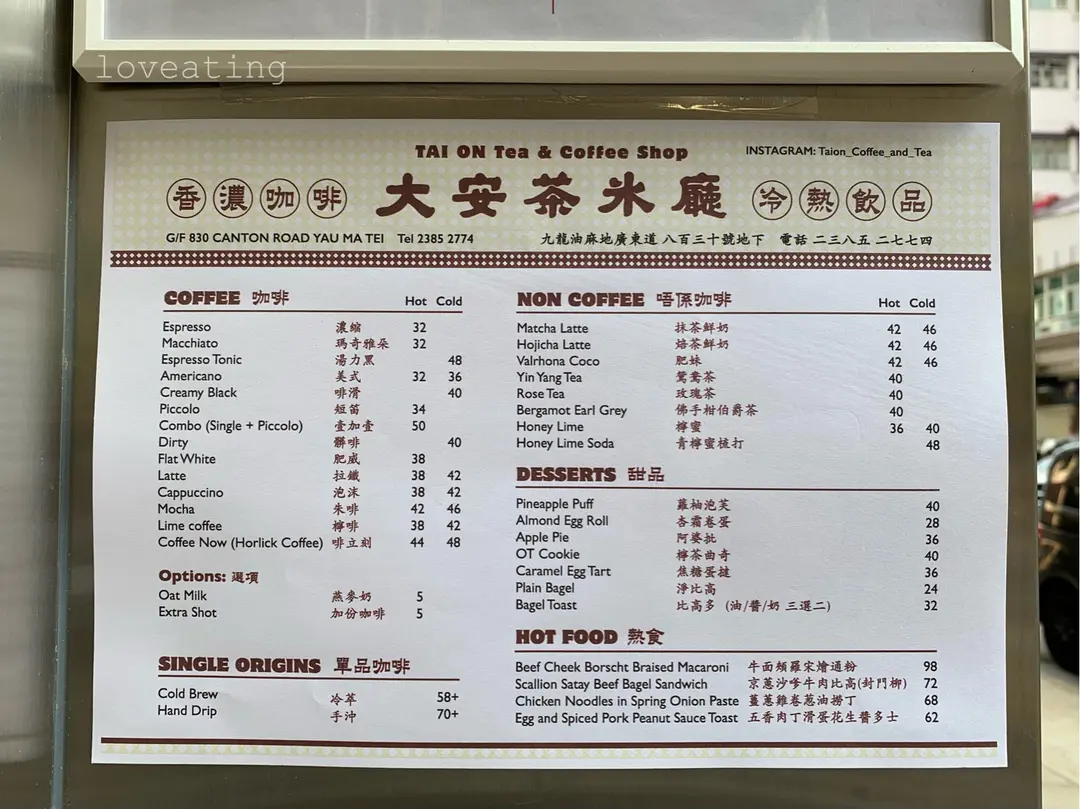 loveating
TAI ON Tea & Coffee Shop
INSTAGRAM: Taion_Coffee_and_Tea
香濃咖啡 大安茶氷廳 冷熱飲品
G/F 830 CANTON ROAD YAU MA TEI Tel 2385 2774
九龍油麻地廣東道 八百三十號地下 電話 二三八五 二七七四
COFFEE 咖啡 Hot Cold
Espresso 濃縮 32
Macchiato 瑪奇雅朵 32
Espresso Tonic 湯力黑 48
Americano 美式 32 36
Creamy Black 啡滑 40
Piccolo 短笛 34
Combo (Single + Piccolo) 壹加壹 50
Dirty 髒啡 40
Flat White 肥威 38
Latte 拉鐵 38 42
Cappuccino 泡沫 38 42
Mocha 朱啡 42 46
Lime coffee 檸啡 38 42
Coffee Now (Horlick Coffee) 啡立刻 44 48
Options: 選項
Oat Milk 燕麥奶 5
Extra Shot 加份咖啡 5
SINGLE ORIGINS 單品咖啡
Cold Brew 冷萃 58+
Hand Drip 手沖 70+
NON COFFEE 唔係咖啡 Hot Cold
Matcha Latte 抹茶鮮奶 42 46
Hojicha Latte 焙茶鮮奶 42 46
Valrhona Coco 肥妹 42 46
Yin Yang Tea 鴛鴦茶 40
Rose Tea 玫瑰茶 40
Bergamot Earl Grey 佛手柑伯爵茶 40
Honey Lime 檸蜜 36 40
Honey Lime Soda 青檸蜜梳打 48
DESSERTS 甜品
Pineapple Puff 蘿柚泡芙 40
Almond Egg Roll 杏霜卷蛋 28
Apple Pie 阿婆批 36
OT Cookie 檸茶曲奇 40
Caramel Egg Tart 焦糖蛋撻 36
Plain Bagel 淨比高 24
Bagel Toast 比高多 (油/醬/奶 三選二) 32
HOT FOOD 熱食
Beef Cheek Borscht Braised Macaroni 牛面頰羅宋燴通粉 98
Scallion Satay Beef Bagel Sandwich 京蔥沙嗲牛肉比高(封門柳) 72
Chicken Noodles in Spring Onion Paste 薑蔥雞卷蔥油撈丁 68
Egg and Spiced Pork Peanut Sauce Toast 五香肉丁滑蛋花生醬多士 62